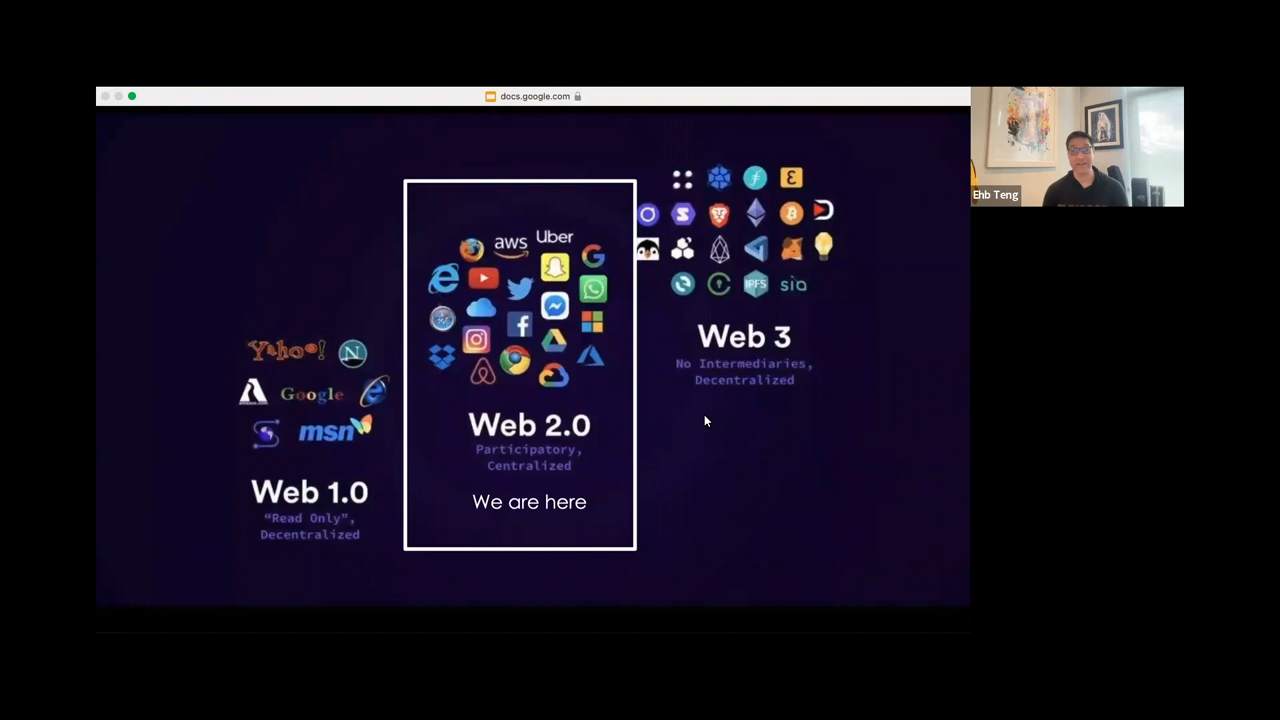 docs.google.com
Ehb Teng
aws
Uber
Yahoo!
N
Google
msn
IPFS
sia
Web 1.0
"Read Only",
Decentralized
Web 2.0
Participatory,
Centralized
We are here
Web 3
No Intermediaries,
Decentralized